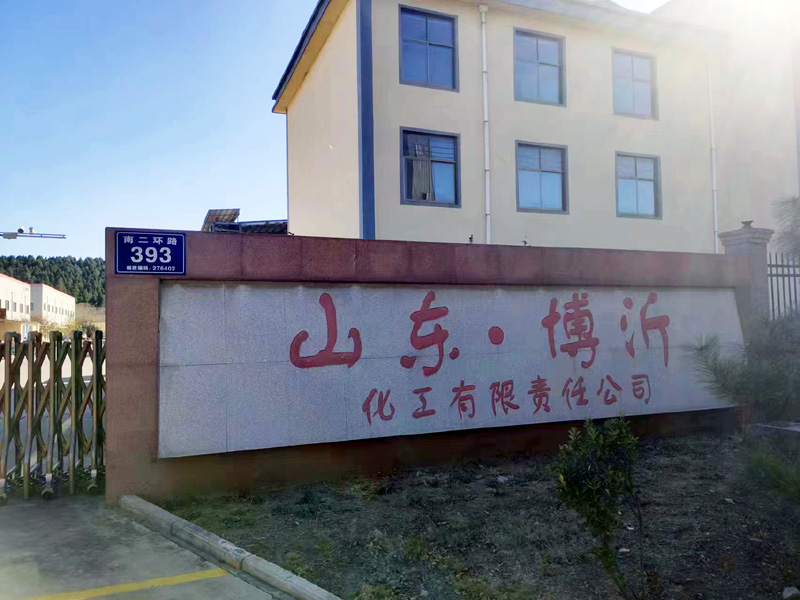 南二环路
393
邮政编码:276402
山东·博沂
化工有限责任公司